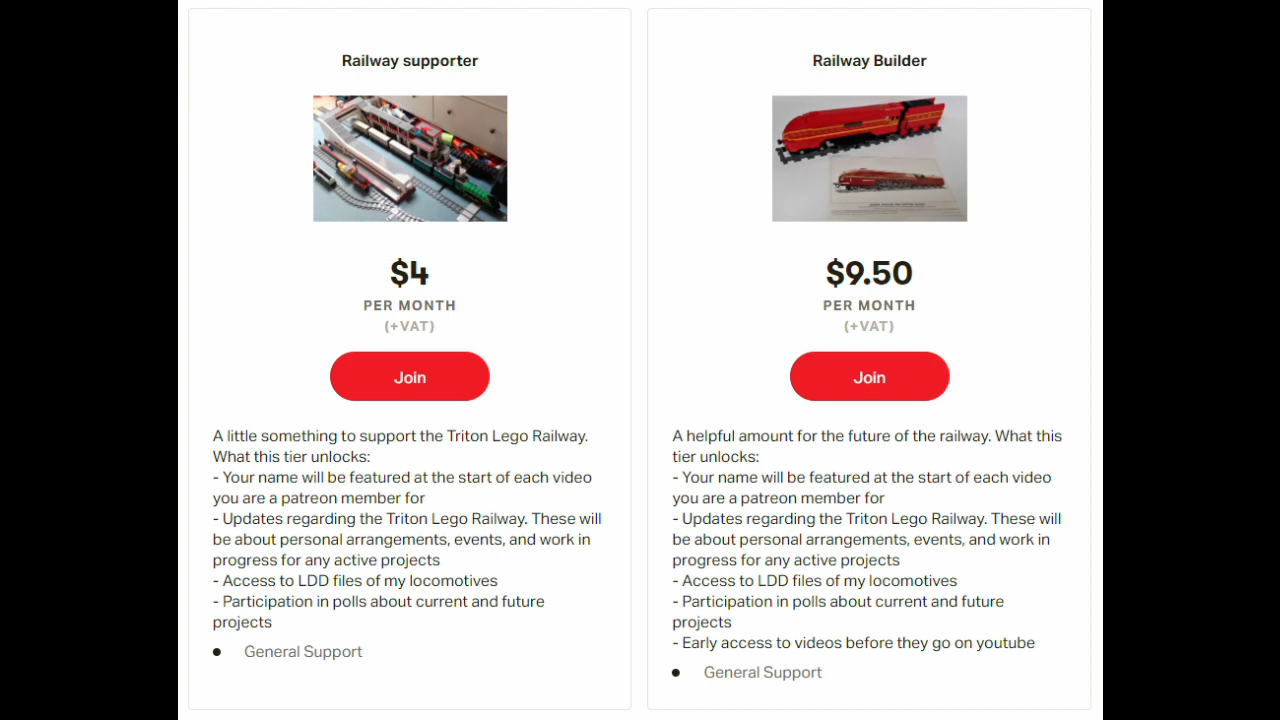 Railway supporter
$4
PER MONTH
(+VAT)
Join
A little something to support the Triton Lego Railway.
What this tier unlocks:
- Your name will be featured at the start of each video
you are a patreon member for
- Updates regarding the Triton Lego Railway. These will
be about personal arrangements, events, and work in
progress for any active projects
- Access to LDD files of my locomotives
- Participation in polls about current and future
projects
General Support
Railway Builder
$9.50
PER MONTH
(+VAT)
Join
A helpful amount for the future of the railway. What this
tier unlocks:
- Your name will be featured at the start of each video
you are a patreon member for
- Updates regarding the Triton Lego Railway. These will
be about personal arrangements, events, and work in
progress for any active projects
- Access to LDD files of my locomotives
- Participation in polls about current and future
projects
- Early access to videos before they go on youtube
General Support